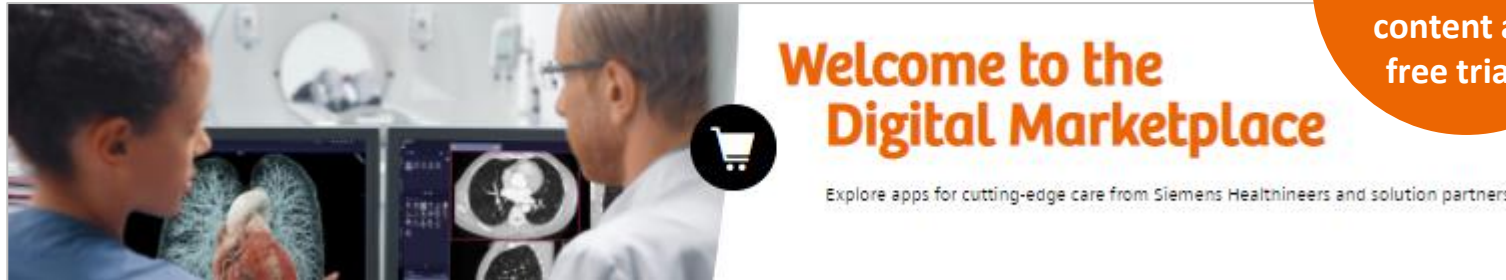 content
free
Welcome to the
Digital Marketplace
Explore apps for cutting-edge care from Siemens Healthineers and solution partners